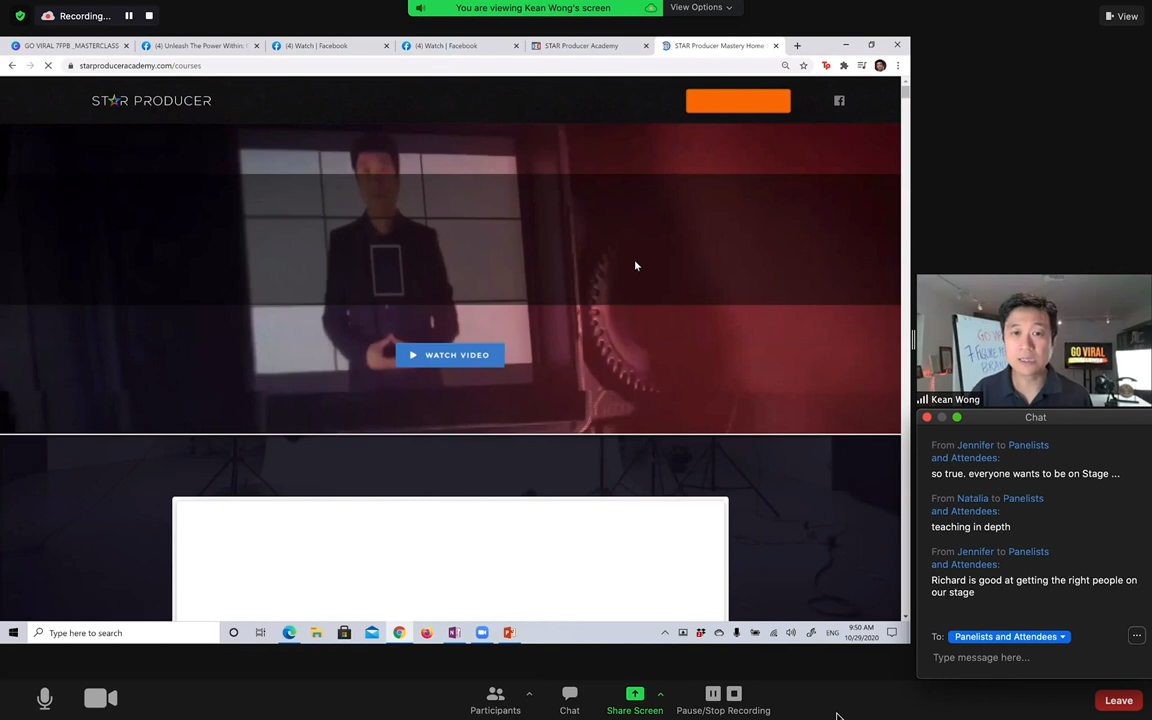 Recording...
You are viewing Kean Wong's screen
View Options
View
GO VIRAL 7FPB _MASTERCLASS
(4) Unleash The Power Within:
(4) Watch | Facebook
(4) Watch | Facebook
STAR Producer Academy
STAR Producer Mastery Home
starproduceracademy.com/courses
STAR PRODUCER
WATCH VIDEO
GO VIRAL
Kean Wong
Chat
From Jennifer to Panelists
and Attendees:
so true. everyone wants to be on Stage ...
From Natalia to Panelists
and Attendees:
teaching in depth
From Jennifer to Panelists
and Attendees:
Richard is good at getting the right people on
our stage
To: Panelists and Attendees
Type message here...
Type here to search
ENG
9:50 AM
10/29/2020
Participants
Chat
Share Screen
Pause/Stop Recording
Leave